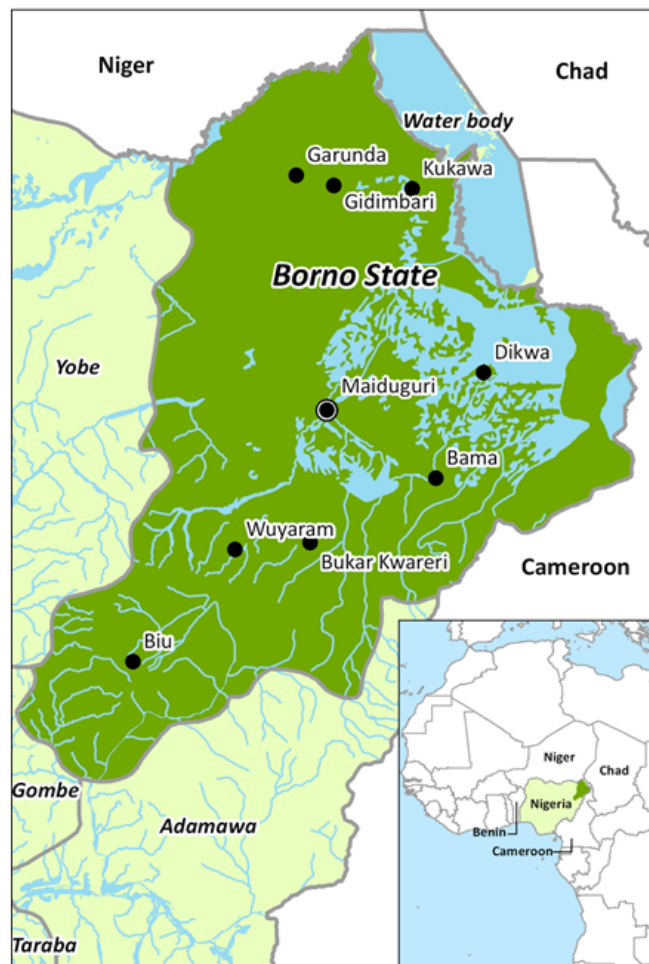 Niger
Chad
Water body
Garunda
Kukawa
Gidimbari
Borno State
Dikwa
Yobe
Maiduguri
Bama
Wuyaram
Bukar Kwareri
Cameroon
Biu
Gombe
Adamawa
Taraba
Niger
Chad
Nigeria
Benin
Cameroon